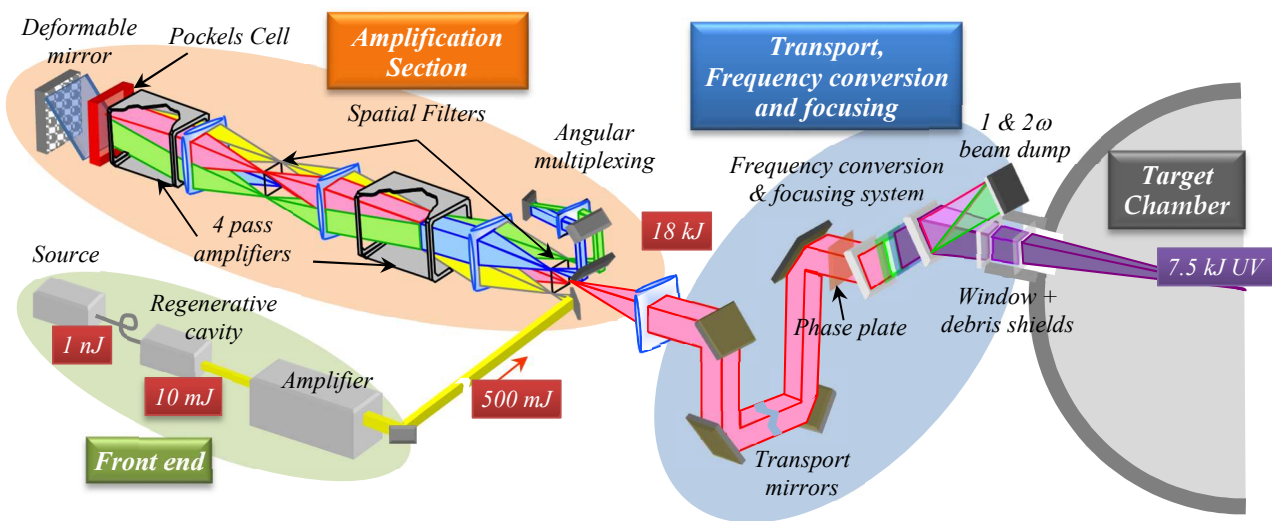 Deformable
mirror
Pockels Cell
Amplification
Section
Spatial Filters
Angular
multiplexing
4 pass
amplifiers
18 kJ
Source
1 nJ
Regenerative
cavity
10 mJ
Amplifier
500 mJ
Front end
Transport,
Frequency conversion
and focusing
Frequency conversion
& focusing system
1 & 2ω
beam dump
Target
Chamber
7.5 kJ UV
Window +
debris shields
Phase plate
Transport
mirrors